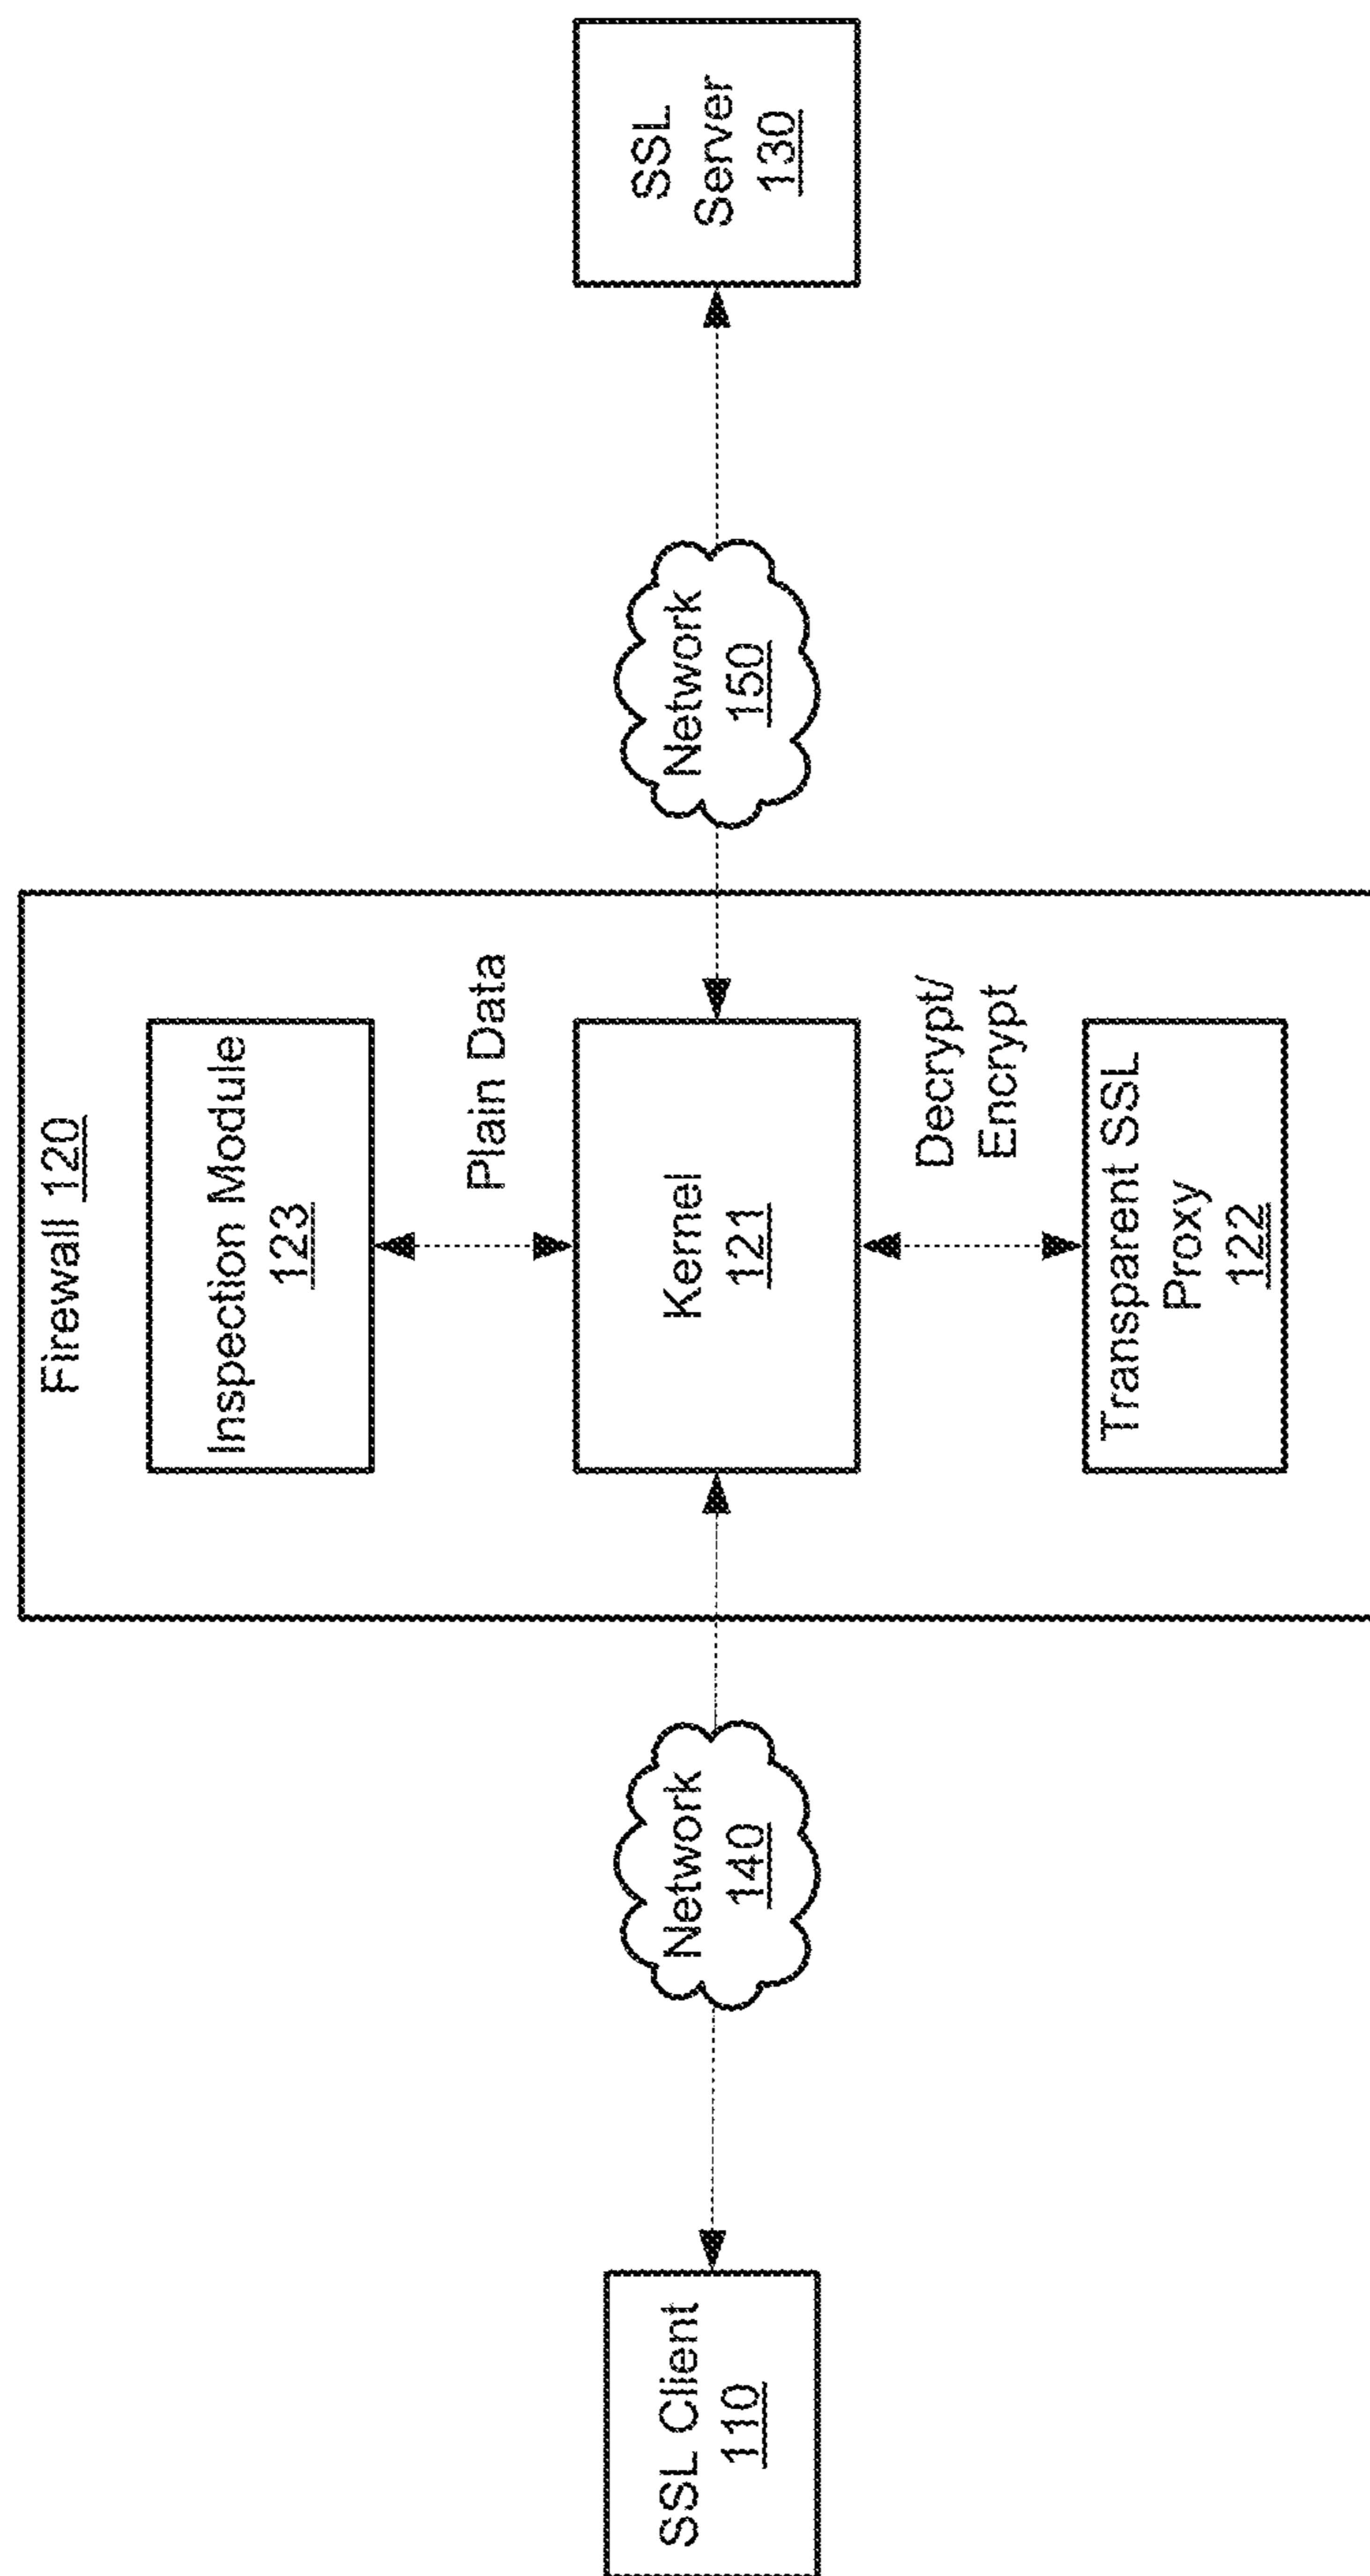 Firewall 120
Inspection Module
123
Plain Data
SSL Client
110
Network
140
Kernel
121
Network
150
SSL
Server
130
Decrypt/
Encrypt
Transparent SSL
Proxy
122